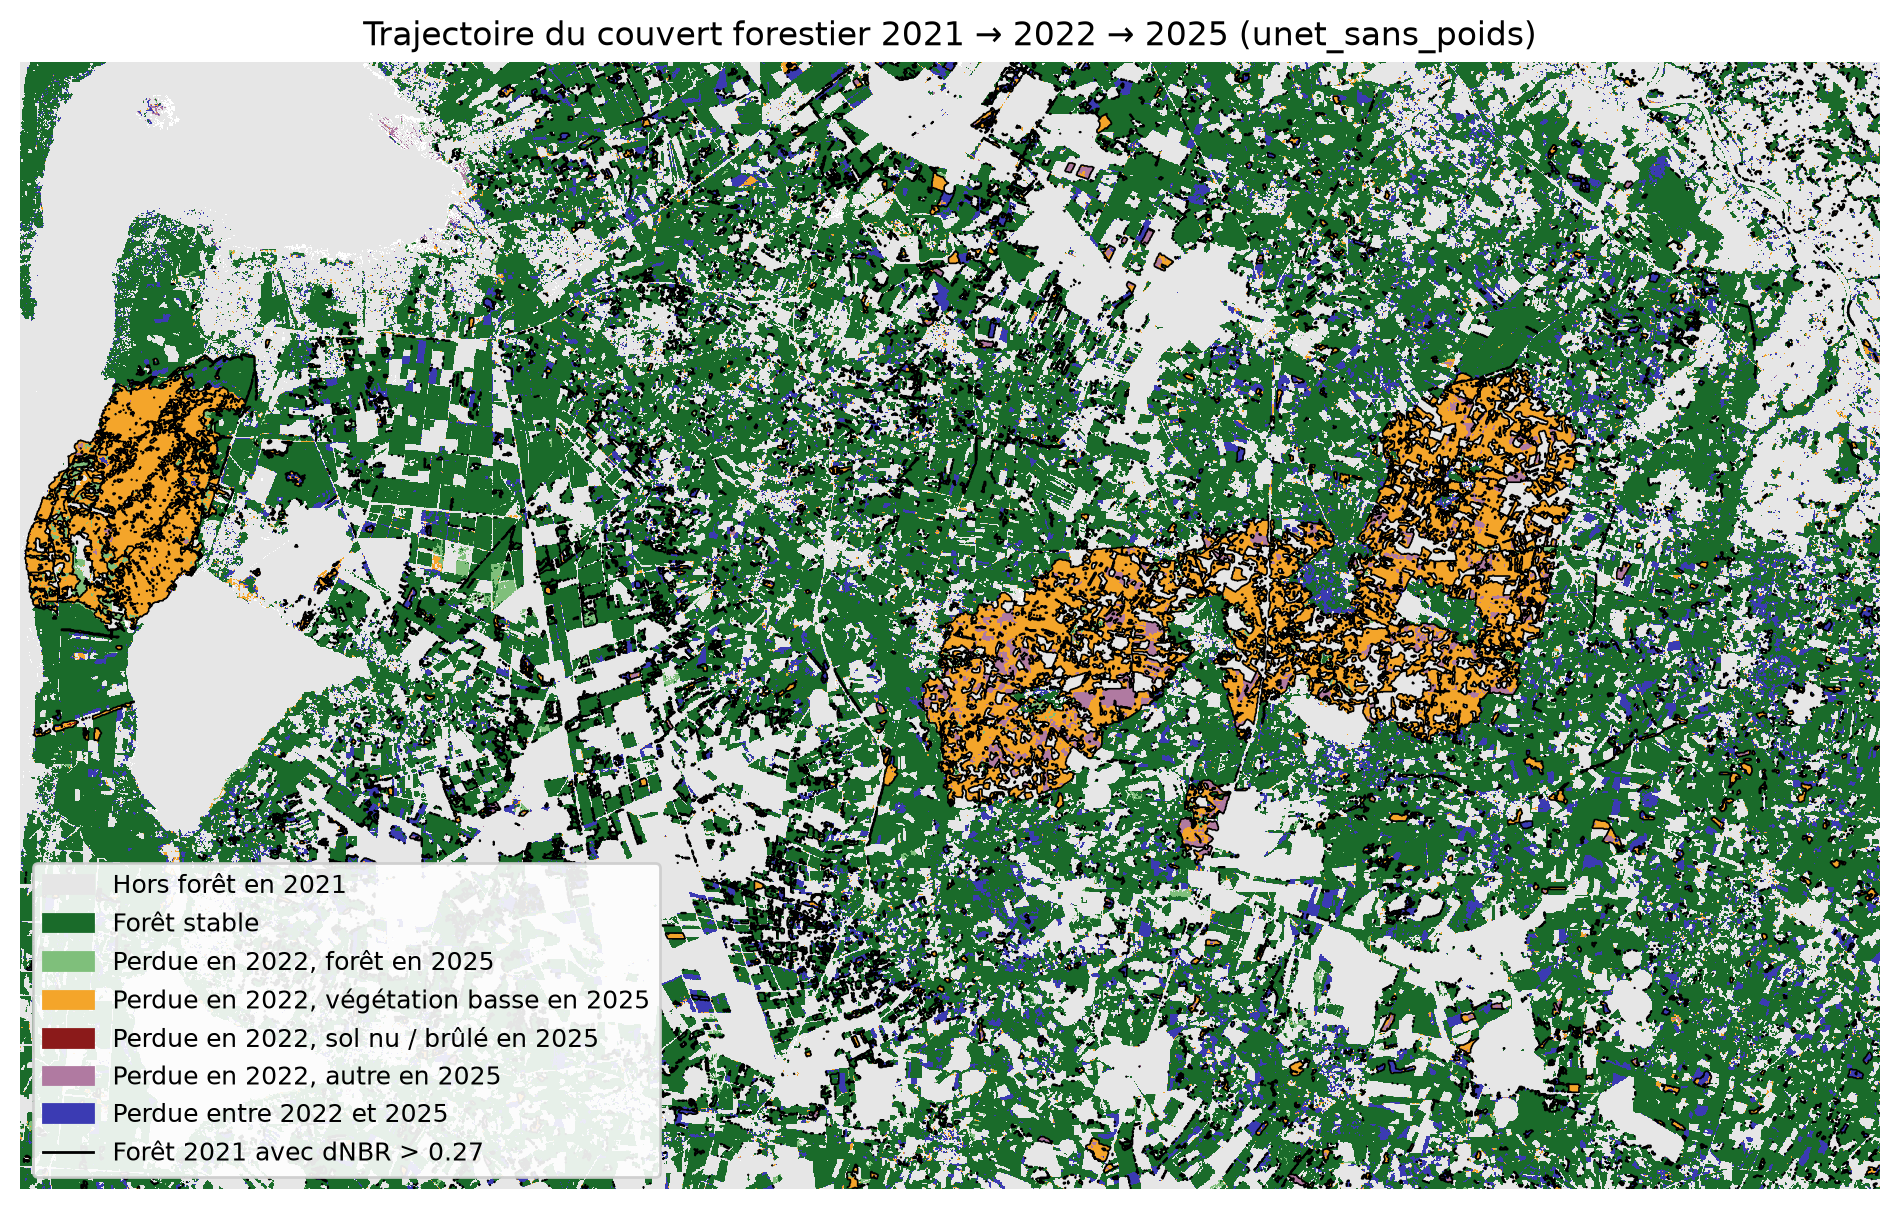 Trajectoire du couvert forestier 2021 → 2022 → 2025 (unet_sans_poids)
Hors forêt en 2021
Forêt stable
Perdue en 2022, forêt en 2025
Perdue en 2022, végétation basse en 2025
Perdue en 2022, sol nu / brûlé en 2025
Perdue en 2022, autre en 2025
Perdue entre 2022 et 2025
Forêt 2021 avec dNBR > 0.27